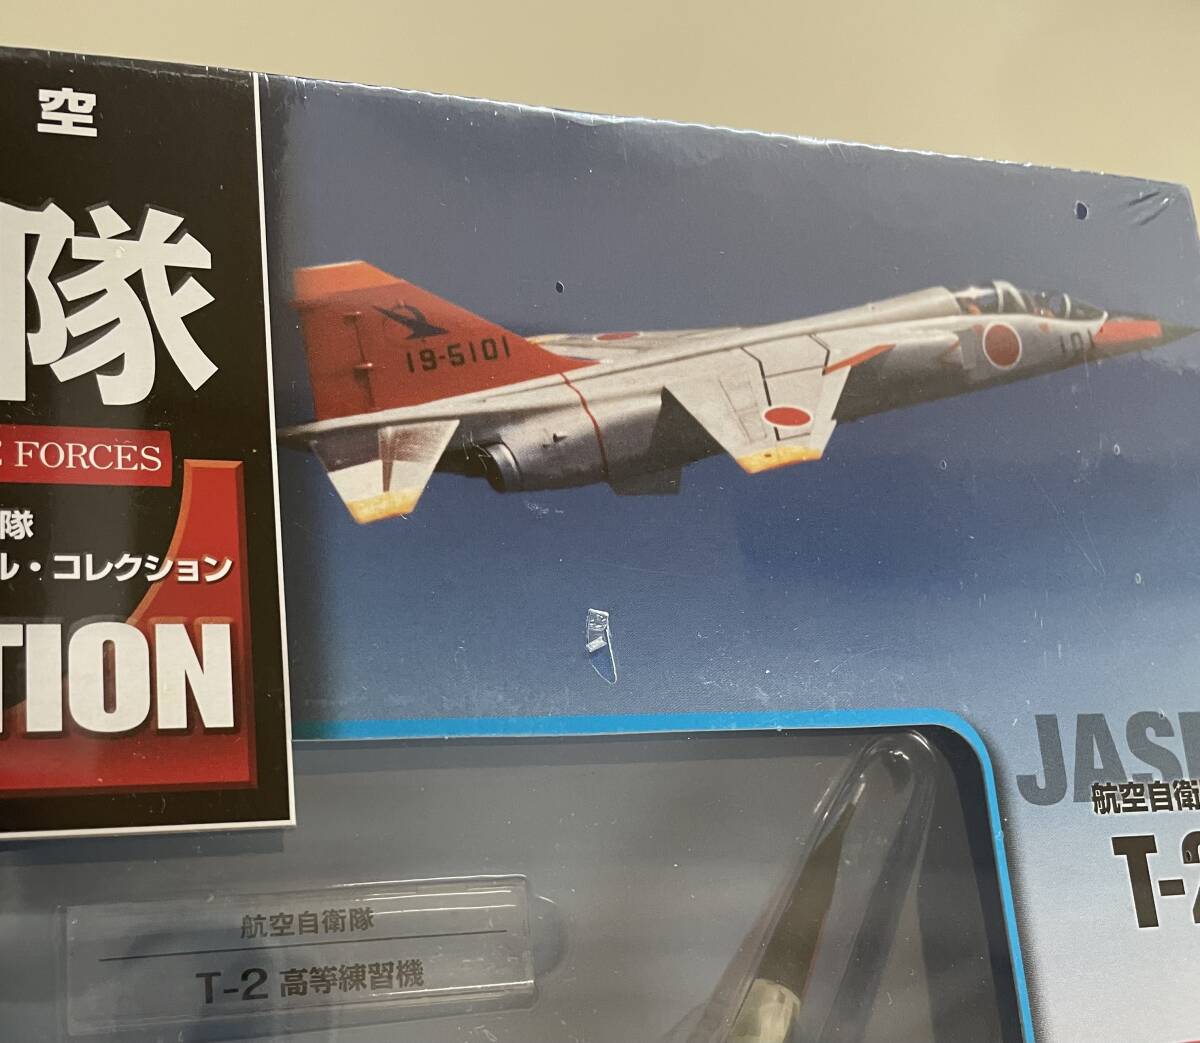 空
隊
FORCES
隊
ル・コレクション
TION
19-5101
101
JAS
航空自衛
T-2
航空自衛隊
T-2 高等練習機